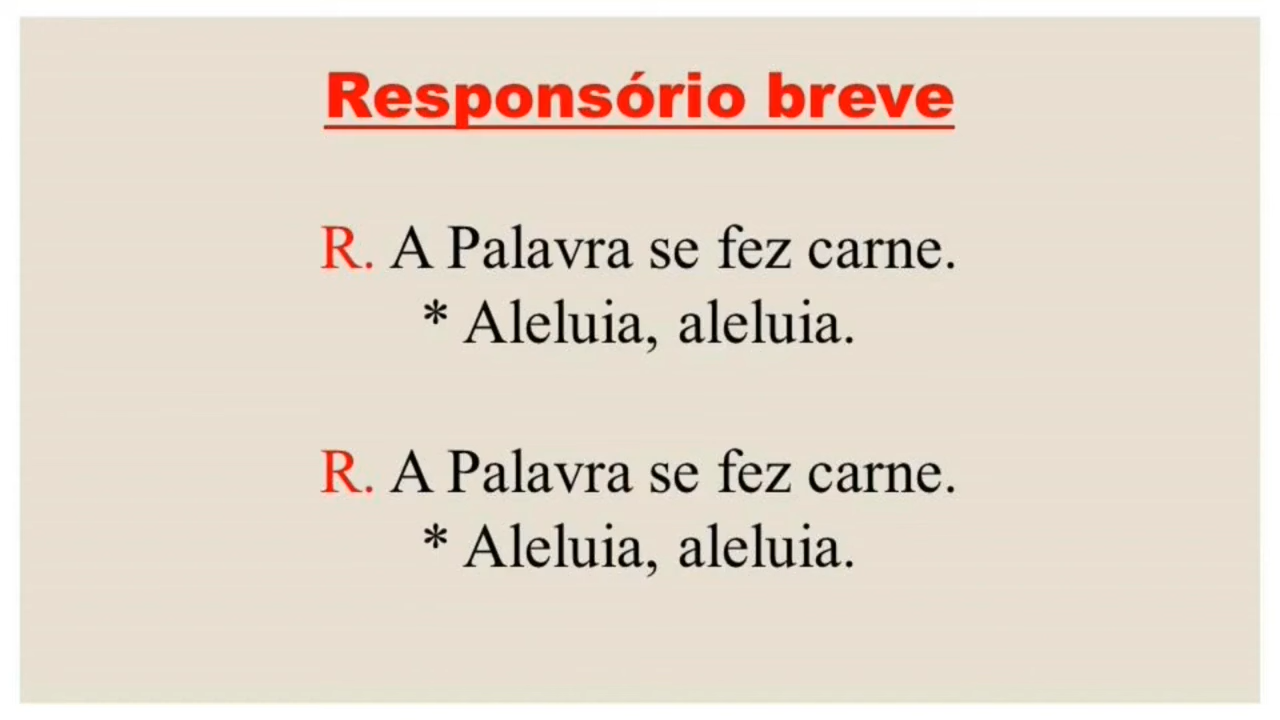 Responsório breve
R. A Palavra se fez carne.
* Aleluia, aleluia.
R. A Palavra se fez carne.
* Aleluia, aleluia.